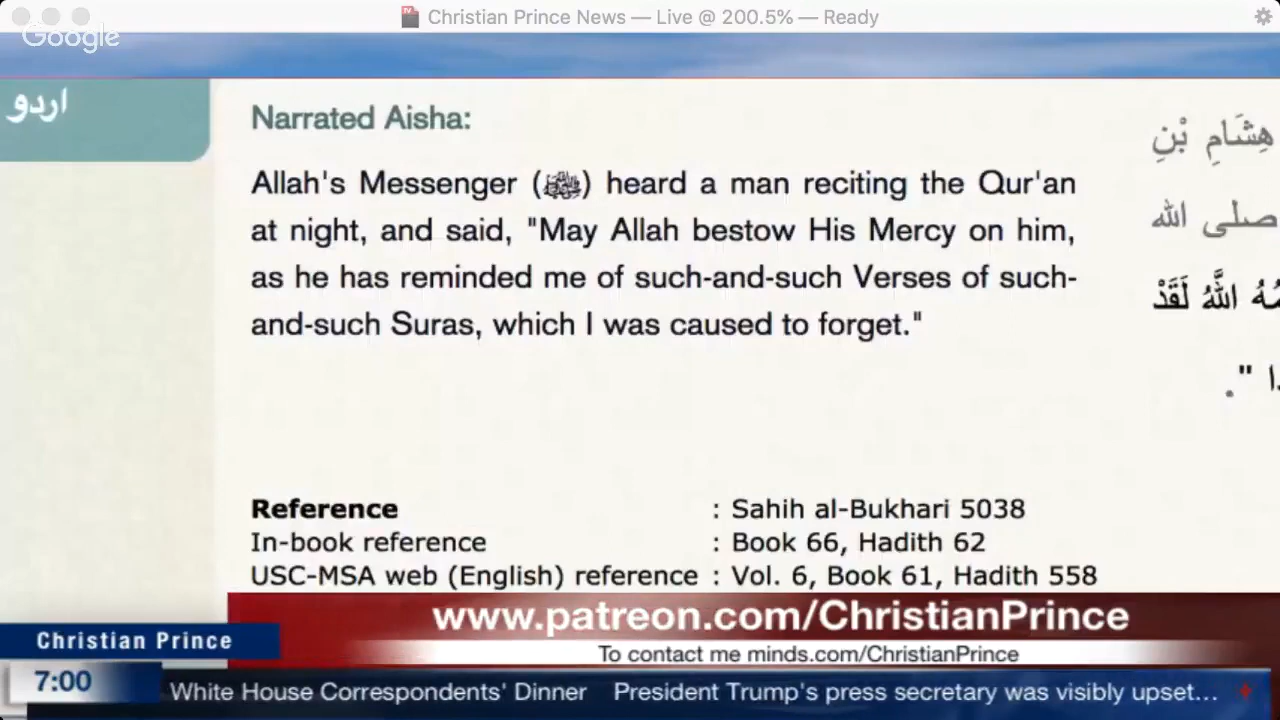 Christian Prince News — Live @ 200.5% — Ready
Google
اردو
Narrated Aisha:
Allah's Messenger (ﷺ) heard a man reciting the Qur'an
at night, and said, "May Allah bestow His Mercy on him,
as he has reminded me of such-and-such Verses of such-
and-such Suras, which I was caused to forget."
هِشَامِ بْنِ
صلى الله
اللَّهُ لَقَدْ
Reference : Sahih al-Bukhari 5038
In-book reference : Book 66, Hadith 62
USC-MSA web (English) reference : Vol. 6, Book 61, Hadith 558
www.patreon.com/ChristianPrince
To contact me minds.com/ChristianPrince
Christian Prince
7:00
White House Correspondents' Dinner President Trump's press secretary was visibly upset...